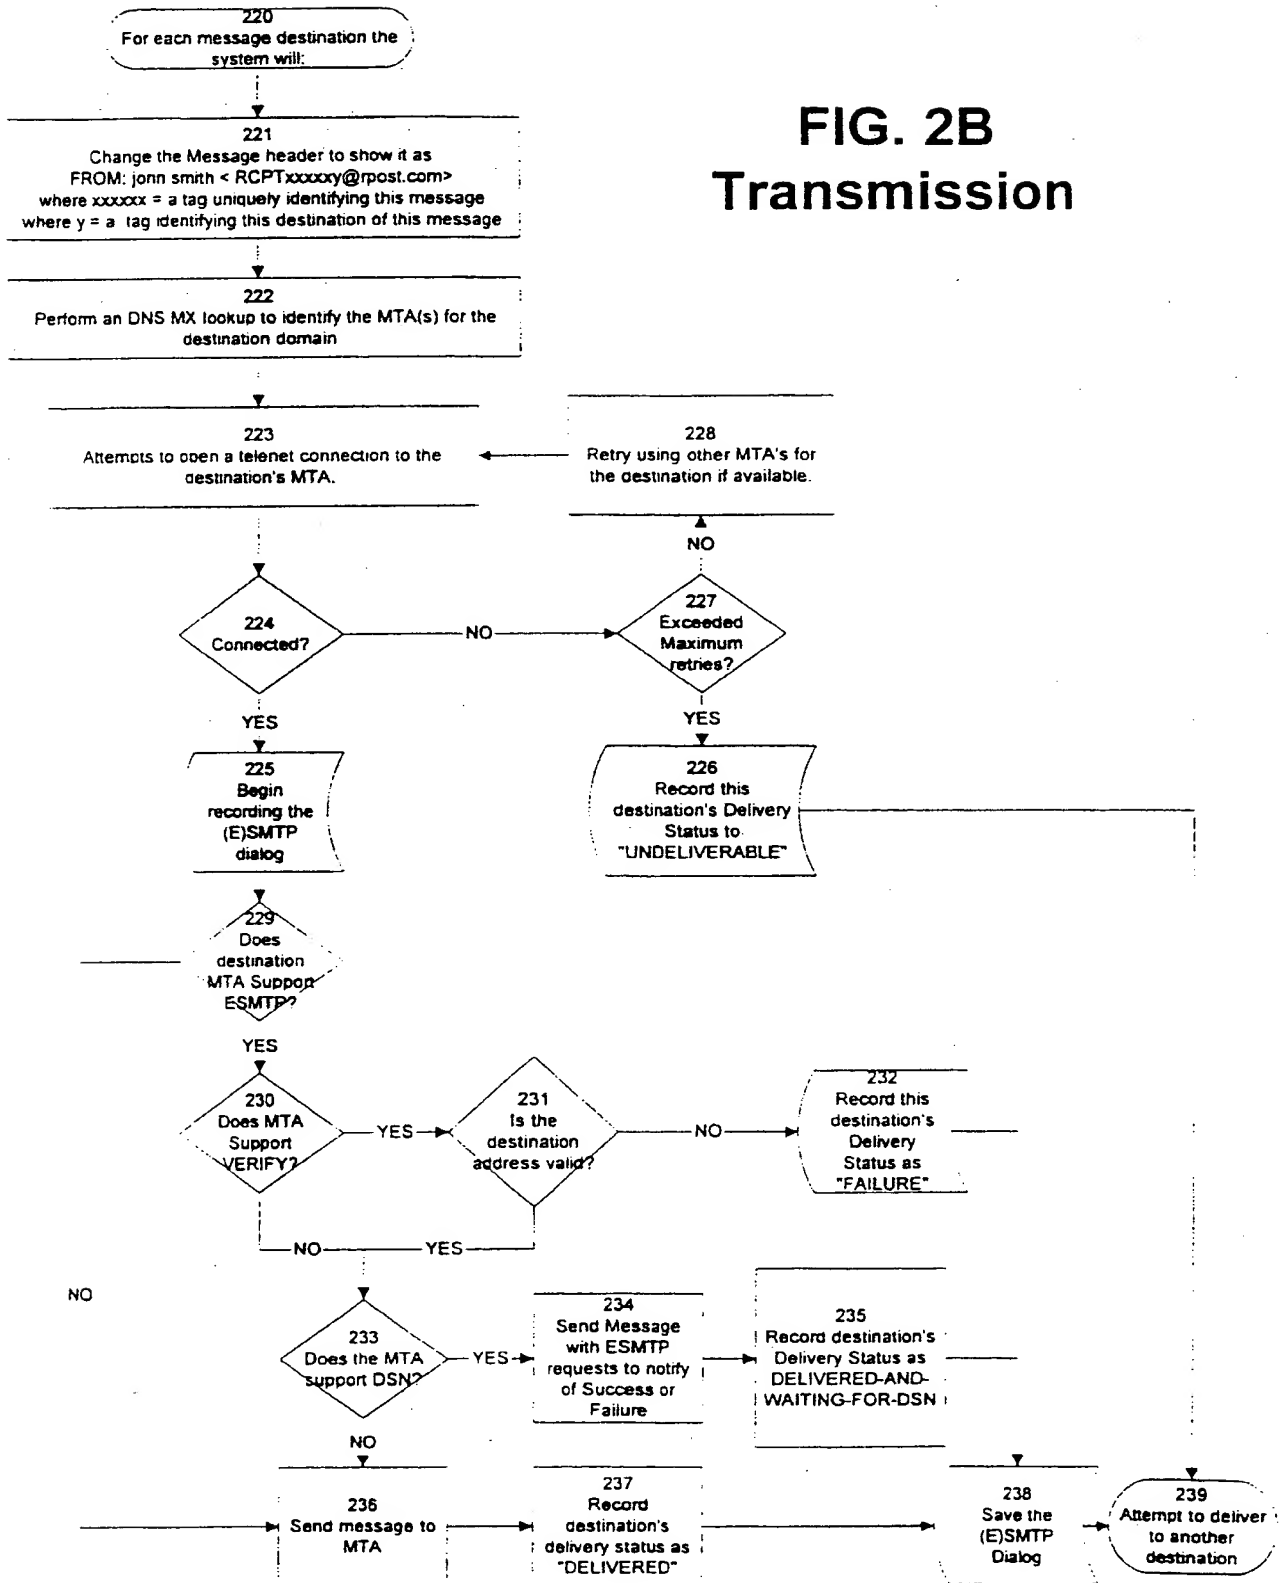 220
For each message destination the
system will:
FIG. 2B
Transmission
221
Change the Message header to show it as
FROM: jonn smith < RCPTxxxxxy@rpost.com>
where xxxxxx = a tag uniquely identifying this message
where y = a tag identifying this destination of this message
222
Perform an DNS MX lookup to identify the MTA(s) for the
destination domain
223
Attempts to open a telenet connection to the
destination's MTA.
228
Retry using other MTA's for
the destination if available.
NO
224
Connected?
NO
227
Exceeded
Maximum
retries?
YES
YES
225
Begin
recording the
(E)SMTP
dialog
226
Record this
destination's Delivery
Status to
"UNDELIVERABLE"
229
Does
destination
MTA Support
ESMTP?
YES
230
Does MTA
Support
VERIFY?
YES
231
Is the
destination
address valid?
NO
232
Record this
destination's
Delivery
Status as
"FAILURE"
NO
YES
NO
233
Does the MTA
support DSN?
YES
234
Send Message
with ESMTP
requests to notify
of Success or
Failure
235
Record destination's
Delivery Status as
DELIVERED-AND-
WAITING-FOR-DSN
NO
236
Send message to
MTA
237
Record
destination's
delivery status as
"DELIVERED"
238
Save the
(E)SMTP
Dialog
239
Attempt to deliver
to another
destination